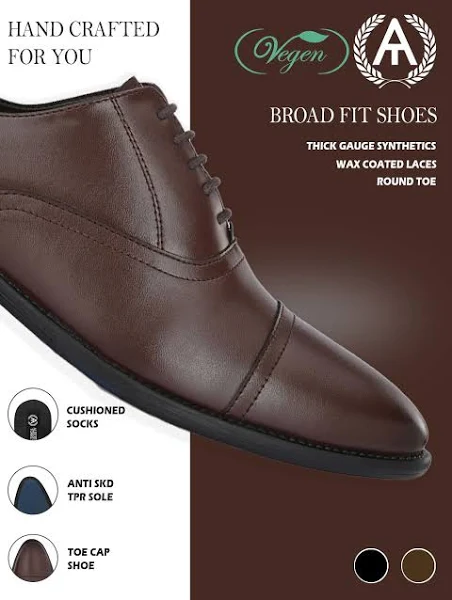 HAND CRAFTED
FOR YOU
Vegen
BROAD FIT SHOES
THICK GAUGE SYNTHETICS
WAX COATED LACES
ROUND TOE
CUSHIONED
SOCKS
ANTI SKD
TPR SOLE
TOE CAP
SHOE